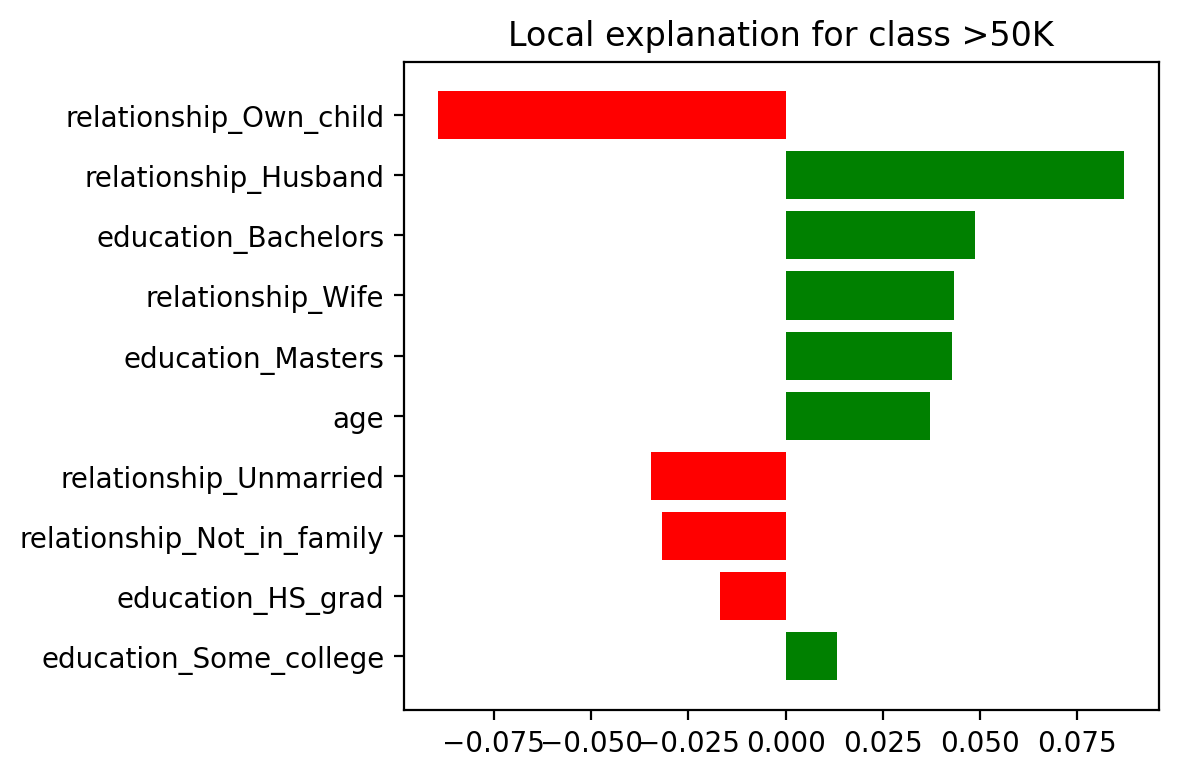 Local explanation for class >50K
relationship_Own_child
relationship_Husband
education_Bachelors
relationship_Wife
education_Masters
age
relationship_Unmarried
relationship_Not_in_family
education_HS_grad
education_Some_college
−0.075 −0.050 −0.025 0.000 0.025 0.050 0.075